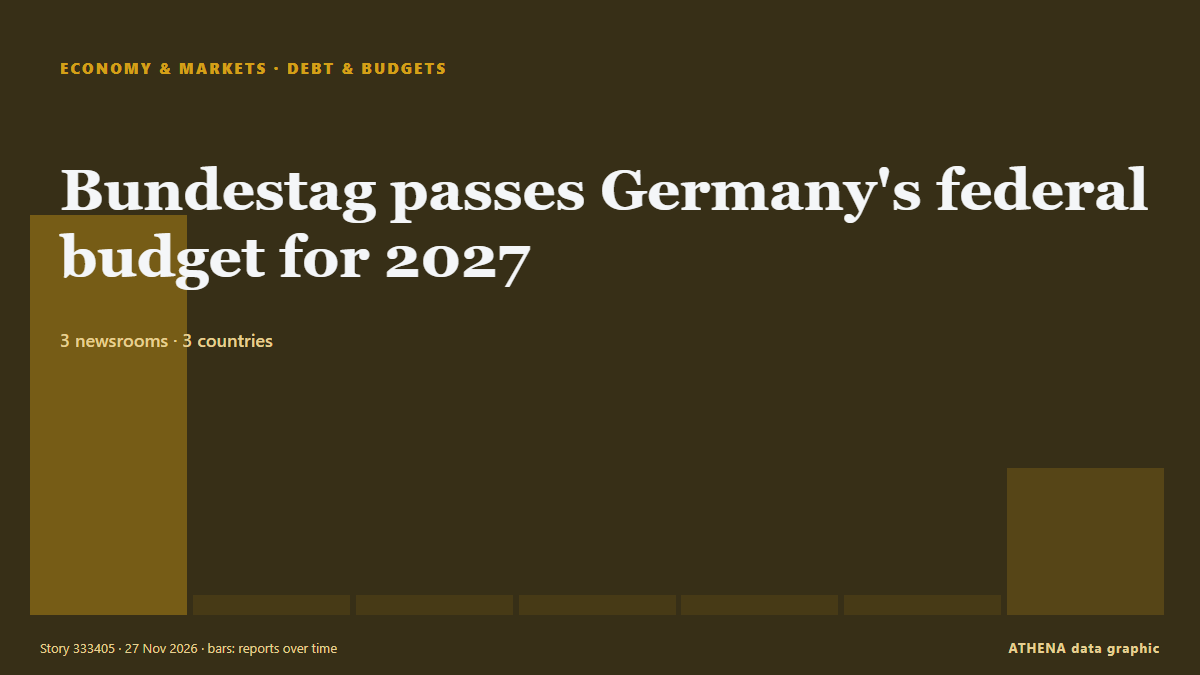 ECONOMY & MARKETS · DEBT & BUDGETS
Bundestag passes Germany's federal
budget for 2027
3 newsrooms · 3 countries
Story 333405 · 27 Nov 2026 · bars: reports over time
ATHENA data graphic